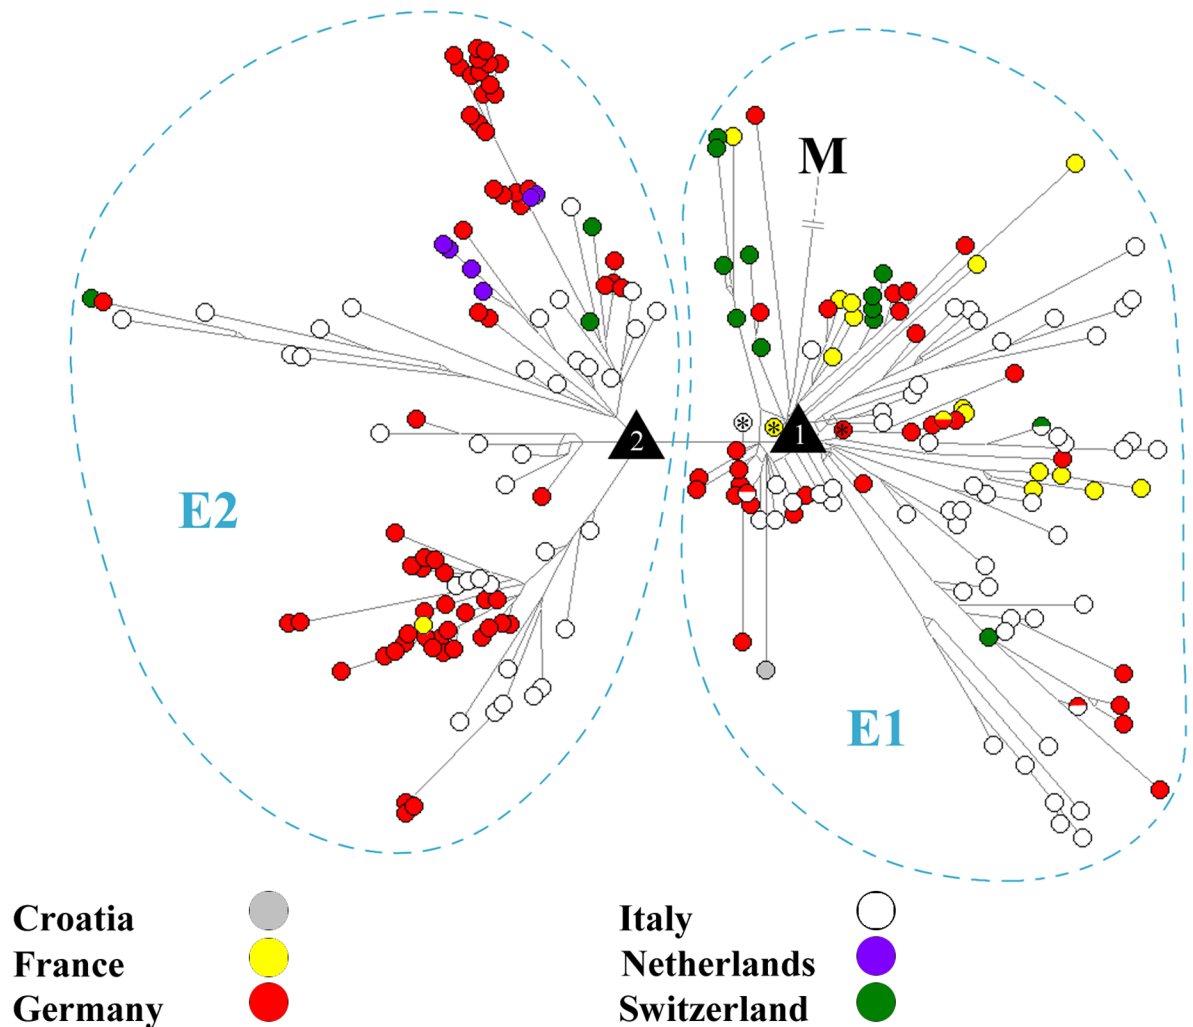 M
2
1
*
*
*
E2
E1
Croatia
Italy
France
Netherlands
Germany
Switzerland